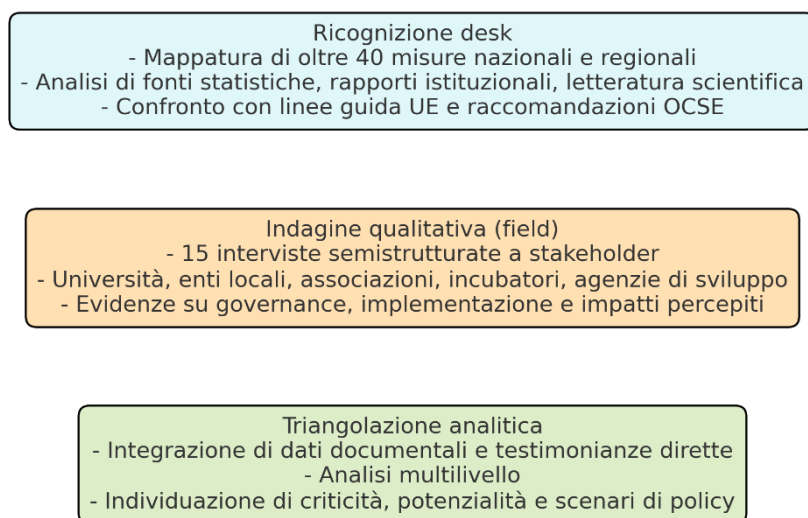 Ricognizione desk
- Mappatura di oltre 40 misure nazionali e regionali
- Analisi di fonti statistiche, rapporti istituzionali, letteratura scientifica
- Confronto con linee guida UE e raccomandazioni OCSE
Indagine qualitativa (field)
- 15 interviste semistrutturate a stakeholder
- Università, enti locali, associazioni, incubatori, agenzie di sviluppo
- Evidenze su governance, implementazione e impatti percepiti
Triangolazione analitica
- Integrazione di dati documentali e testimonianze dirette
- Analisi multilivello
- Individuazione di criticità, potenzialità e scenari di policy